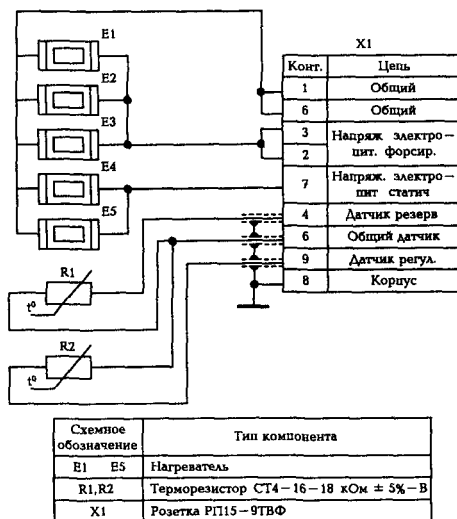 E1
E2
E3
E4
E5
R1
t°
R2
t°
X1
Конт. Цепь
1 Общий
6 Общий
3 Напряж электро—
2 пит. форсир.
7 Напряж. электро—
пит статич
4 Датчик резерв
6 Общий датчик
9 Датчик регул.
8 Корпус
Схемное обозначение Тип компонента
E1 E5 Нагреватель
R1,R2 Терморезистор СТ4—16—18 кОм ± 5%—В
X1 Розетка РП15—9ТВФ